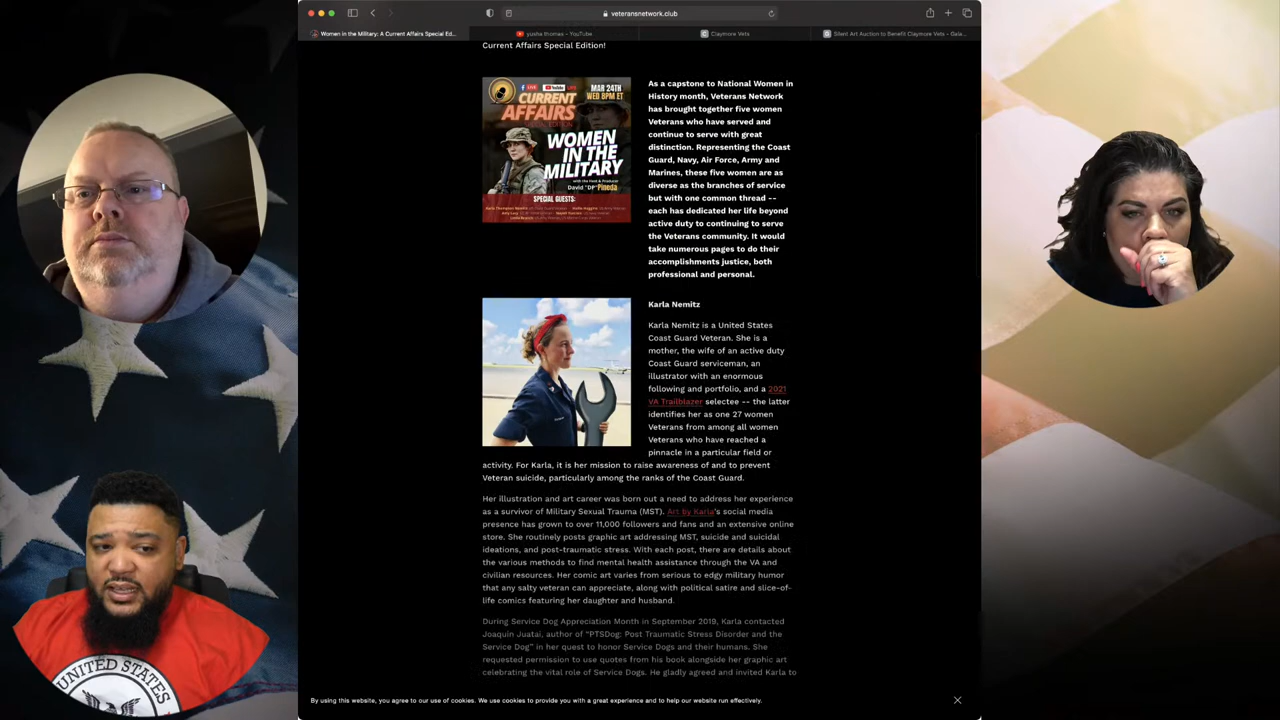 veteransnetwork.club
Women in the Military: A Current Affairs Special Ed...
yusha thomas – YouTube
Claymore Vets
Silent Art Auction to Benefit Claymore Vets – Gala...
Current Affairs Special Edition!
LIVE
YouTube
MAR 24TH
WED 8PM ET
CURRENT
AFFAIRS
SPECIAL EDITION
WOMEN
IN THE
MILITARY
with the Host & Producer
David "DP" Pineda
SPECIAL GUESTS:
As a capstone to National Women in
History month, Veterans Network
has brought together five women
Veterans who have served and
continue to serve with great
distinction. Representing the Coast
Guard, Navy, Air Force, Army and
Marines, these five women are as
diverse as the branches of service
but with one common thread --
each has dedicated her life beyond
active duty to continuing to serve
the Veterans community. It would
take numerous pages to do their
accomplishments justice, both
professional and personal.
Karla Nemitz
Karla Nemitz is a United States
Coast Guard Veteran. She is a
mother, the wife of an active duty
Coast Guard serviceman, an
illustrator with an enormous
following and portfolio, and a 2021
VA Trailblazer selectee -- the latter
identifies her as one 27 women
Veterans from among all women
Veterans who have reached a
pinnacle in a particular field or
activity. For Karla, it is her mission to raise awareness of and to prevent
Veteran suicide, particularly among the ranks of the Coast Guard.
Her illustration and art career was born out a need to address her experience
as a survivor of Military Sexual Trauma (MST). Art by Karla's social media
presence has grown to over 11,000 followers and fans and an extensive online
store. She routinely posts graphic art addressing MST, suicide and suicidal
ideations, and post-traumatic stress. With each post, there are details about
the various methods to find mental health assistance through the VA and
civilian resources. Her comic art varies from serious to edgy military humor
that any salty veteran can appreciate, along with political satire and slice-of-
life comics featuring her daughter and husband.
During Service Dog Appreciation Month in September 2019, Karla contacted
Joaquin Juatai, author of "PTSDog: Post Traumatic Stress Disorder and the
Service Dog" in her quest to honor Service Dogs and their humans. She
requested permission to use quotes from his book alongside her graphic art
celebrating the vital role of Service Dogs. He gladly agreed and invited Karla to
By using this website, you agree to our use of cookies. We use cookies to provide you with a great experience and to help our website run effectively.
UNITED STATES